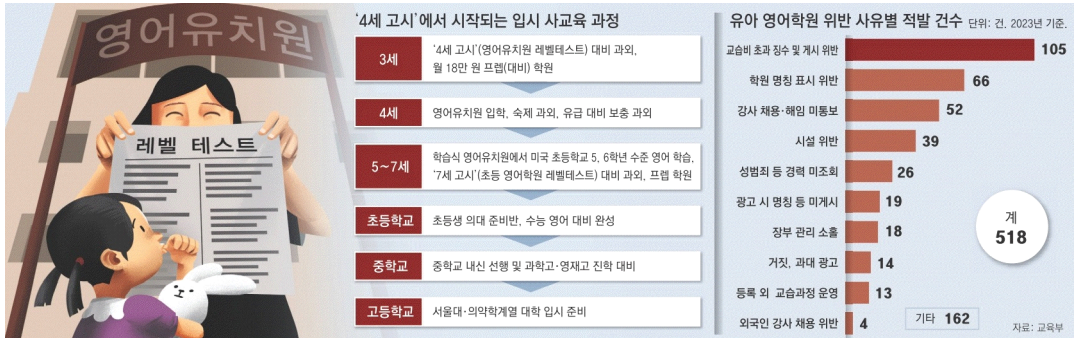 영어유치원
레벨 테스트
'4세 고시'에서 시작되는 입시 사교육 과정
3세
'4세 고시'(영어유치원 레벨테스트) 대비 과외,
월 18만 원 프렙(대비) 학원
4세
영어유치원 입학, 숙제 과외, 유급 대비 보충 과외
5~7세
학습식 영어유치원에서 미국 초등학교 5, 6학년 수준 영어 학습,
'7세 고시'(초등 영어학원 레벨테스트) 대비 과외, 프렙 학원
초등학교
초등생 의대 준비반, 수능 영어 대비 완성
중학교
중학교 내신 선행 및 과학고·영재고 진학 대비
고등학교
서울대·의약학계열 대학 입시 준비
유아 영어학원 위반 사유별 적발 건수 단위: 건, 2023년 기준.
교습비 초과 징수 및 게시 위반 105
학원 명칭 표시 위반 66
강사 채용·해임 미통보 52
시설 위반 39
성범죄 등 경력 미조회 26
광고 시 명칭 등 미게시 19
장부 관리 소홀 18
거짓, 과대 광고 14
등록 외 교습과정 운영 13
외국인 강사 채용 위반 4
계
518
기타 162
자료: 교육부